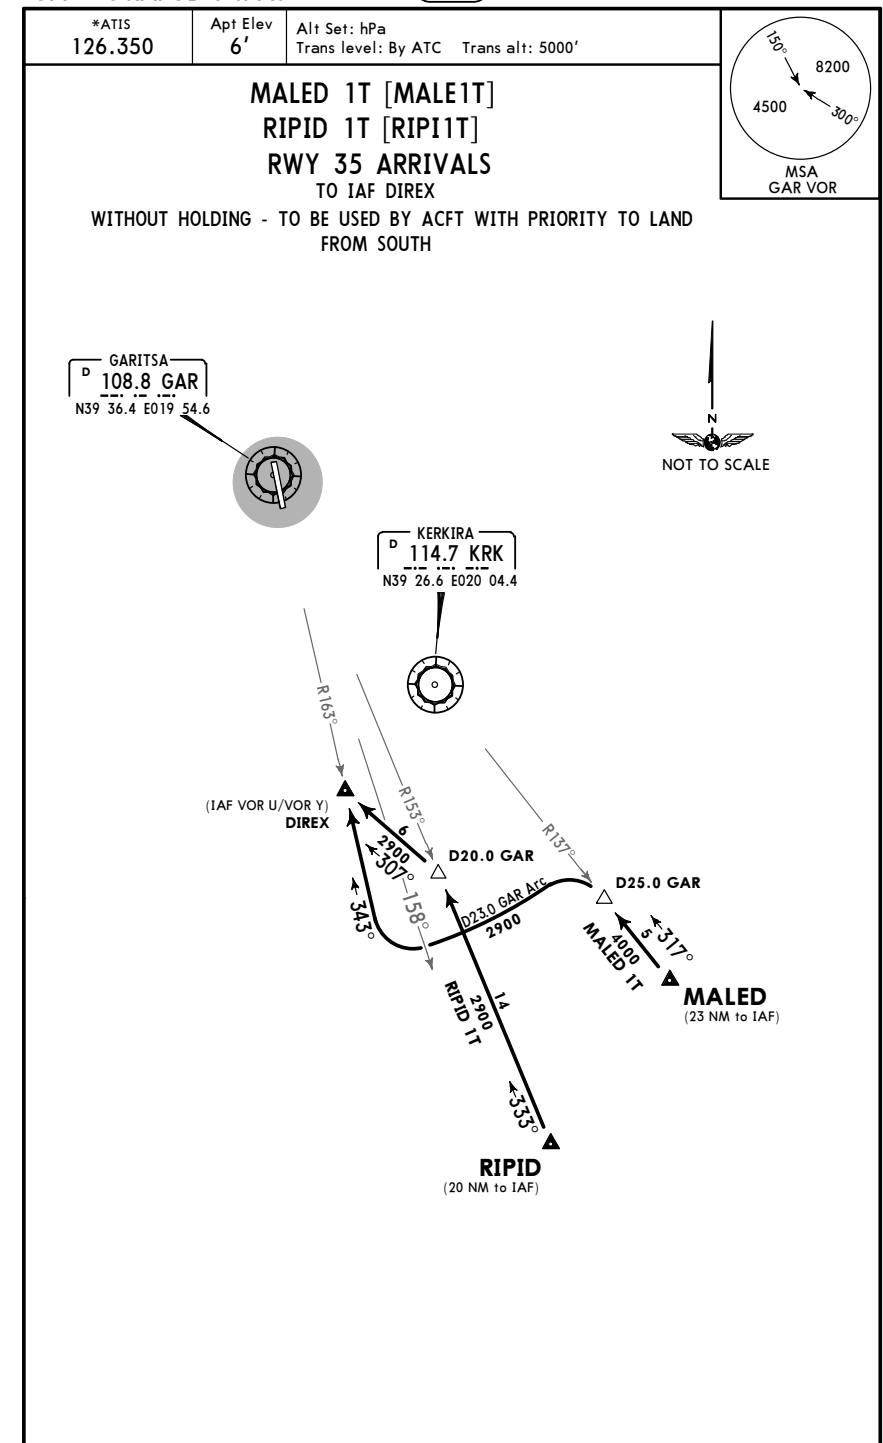 *ATIS
126.350
Apt Elev
6'
Alt Set: hPa
Trans level: By ATC Trans alt: 5000'
150°
8200
4500
300°
MSA
GAR VOR
MALED 1T [MALE1T]
RIPID 1T [RIPI1T]
RWY 35 ARRIVALS
TO IAF DIREX
WITHOUT HOLDING - TO BE USED BY ACFT WITH PRIORITY TO LAND
FROM SOUTH
GARITSA
D 108.8 GAR
N39 36.4 E019 54.6
N
NOT TO SCALE
KERKIRA
D 114.7 KRK
N39 26.6 E020 04.4
R163°
R153°
R137°
(IAF VOR U/VOR Y)
DIREX
6
2900
307°
D20.0 GAR
158°
343°
D23.0 GAR Arc
2900
D25.0 GAR
317°
5
4000
MALED 1T
MALED
(23 NM to IAF)
14
2900
RIPID 1T
333°
RIPID
(20 NM to IAF)